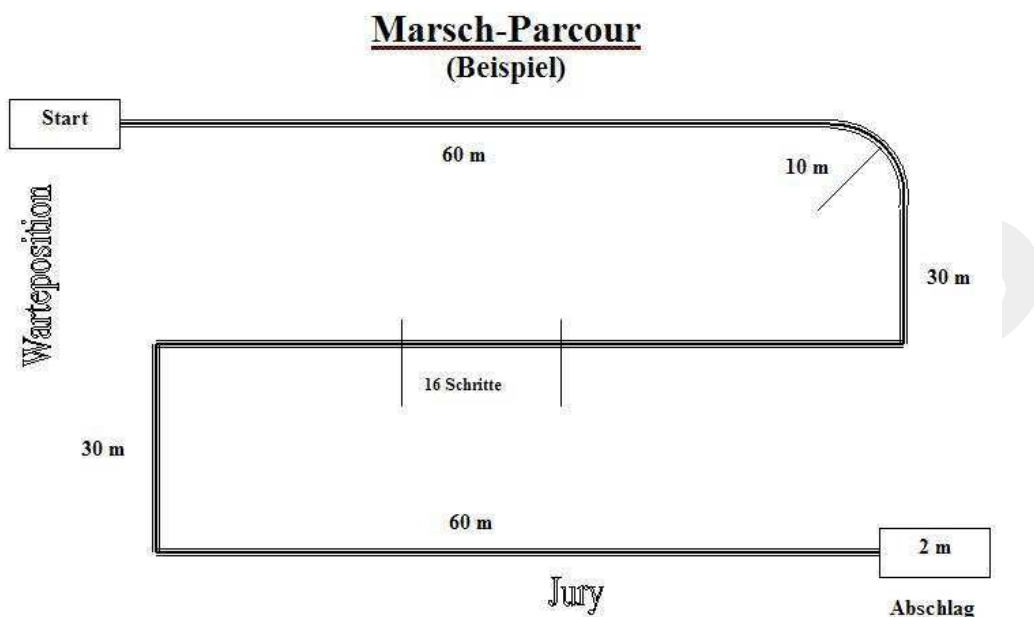 Marsch-Parcour
(Beispiel)
Start
60 m
10 m
Warteposition
30 m
16 Schritte
30 m
60 m
2 m
Jury
Abschlag